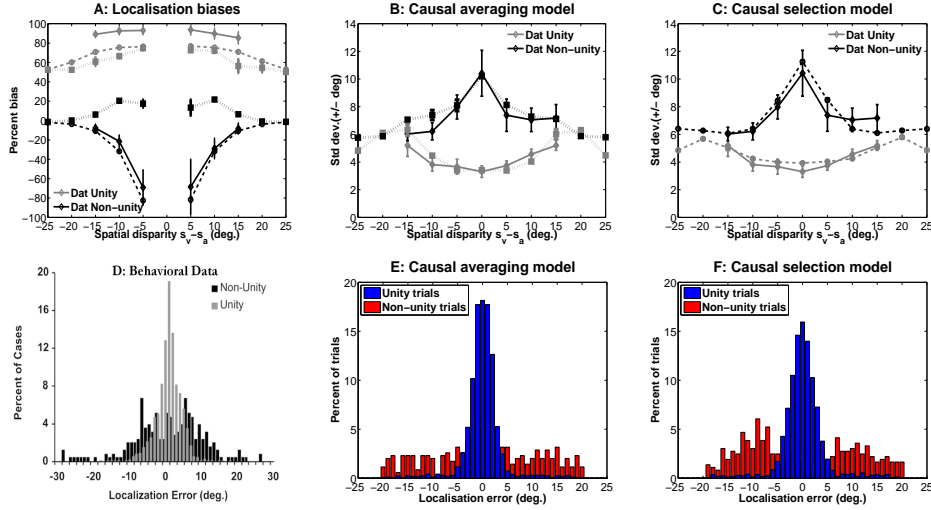 A: Localisation biases
100
80
60
40
20
0
−20
−40
−60
−80
−100
Percent bias
Dat Unity
Dat Non−unity
−25 −20 −15 −10 −5 0 5 10 15 20 25
Spatial disparity s_v−s_a (deg.)
B: Causal averaging model
14
12
10
8
6
4
2
0
Std dev.(+/− deg)
Dat Unity
Dat Non−unity
−25 −20 −15 −10 −5 0 5 10 15 20 25
Spatial disparity s_v−s_a (deg.)
C: Causal selection model
14
12
10
8
6
4
2
0
Std dev.(+/− deg)
Dat Unity
Dat Non−unity
−25 −20 −15 −10 −5 0 5 10 15 20 25
Spatial disparity s_v−s_a (deg.)
D: Behavioral Data
20
16
12
8
4
0
Percent of Cases
Non-Unity
Unity
-30 -20 -10 0 10 20 30
Localization Error (deg.)
E: Causal averaging model
20
15
10
5
0
Percent of trials
Unity trials
Non−unity trials
−25 −20 −15 −10 −5 0 5 10 15 20 25
Localisation error (deg.)
F: Causal selection model
20
15
10
5
0
Percent of trials
Unity trials
Non−unity trials
−25 −20 −15 −10 −5 0 5 10 15 20 25
Localisation error (deg.)